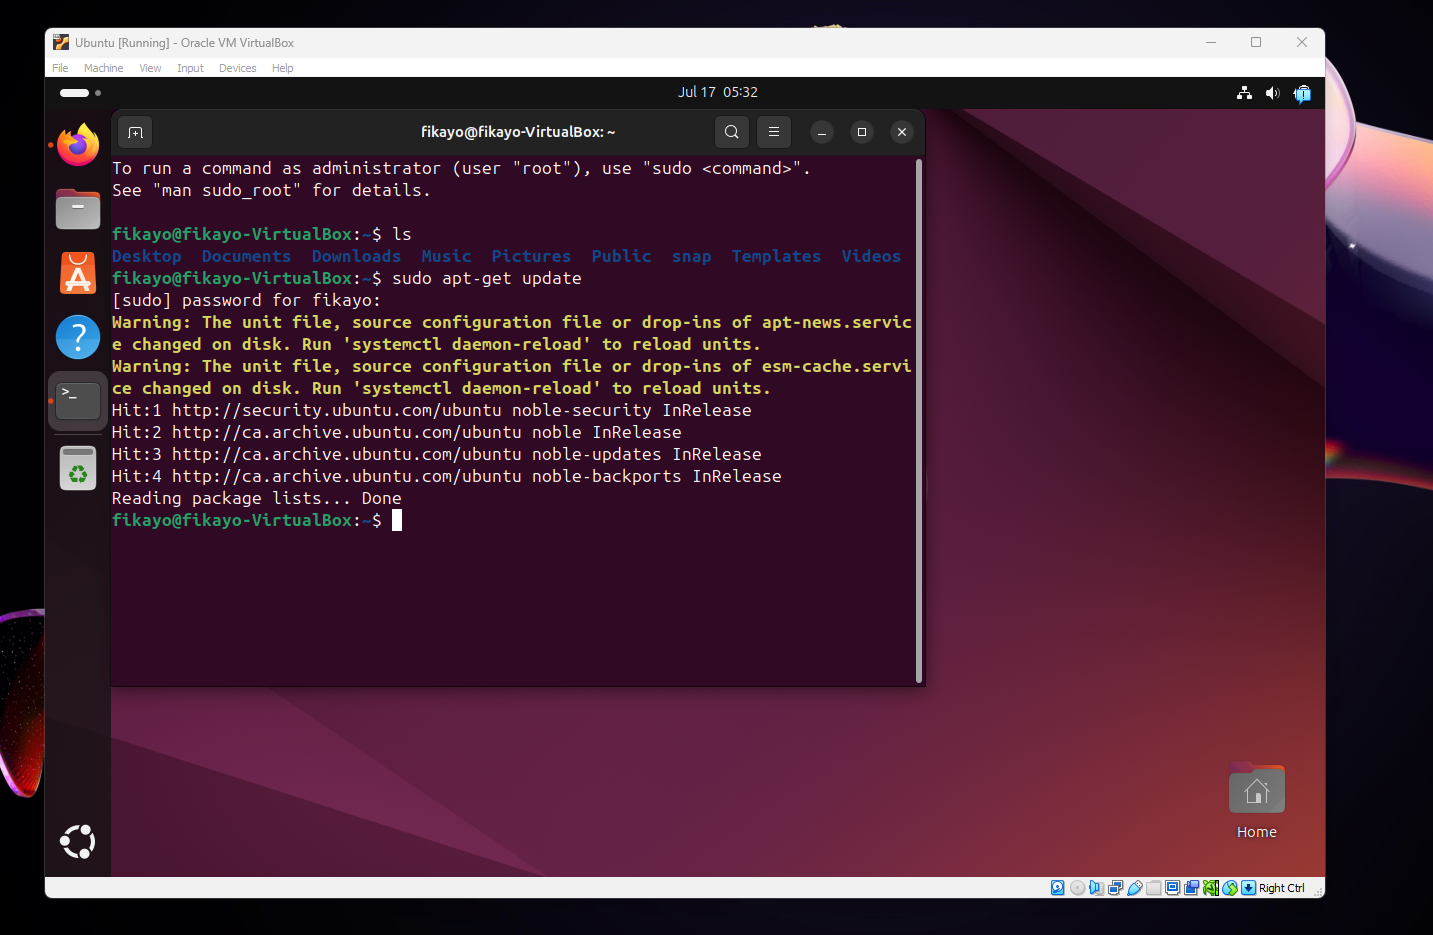 Ubuntu [Running] - Oracle VM VirtualBox
File Machine View Input Devices Help
Jul 17 05:32
fikayo@fikayo-VirtualBox: ~
To run a command as administrator (user "root"), use "sudo <command>".
See "man sudo_root" for details.
fikayo@fikayo-VirtualBox:~$ ls
Desktop Documents Downloads Music Pictures Public snap Templates Videos
fikayo@fikayo-VirtualBox:~$ sudo apt-get update
[sudo] password for fikayo:
Warning: The unit file, source configuration file or drop-ins of apt-news.servic
e changed on disk. Run 'systemctl daemon-reload' to reload units.
Warning: The unit file, source configuration file or drop-ins of esm-cache.servi
ce changed on disk. Run 'systemctl daemon-reload' to reload units.
Hit:1 http://security.ubuntu.com/ubuntu noble-security InRelease
Hit:2 http://ca.archive.ubuntu.com/ubuntu noble InRelease
Hit:3 http://ca.archive.ubuntu.com/ubuntu noble-updates InRelease
Hit:4 http://ca.archive.ubuntu.com/ubuntu noble-backports InRelease
Reading package lists... Done
fikayo@fikayo-VirtualBox:~$
Home
Right Ctrl